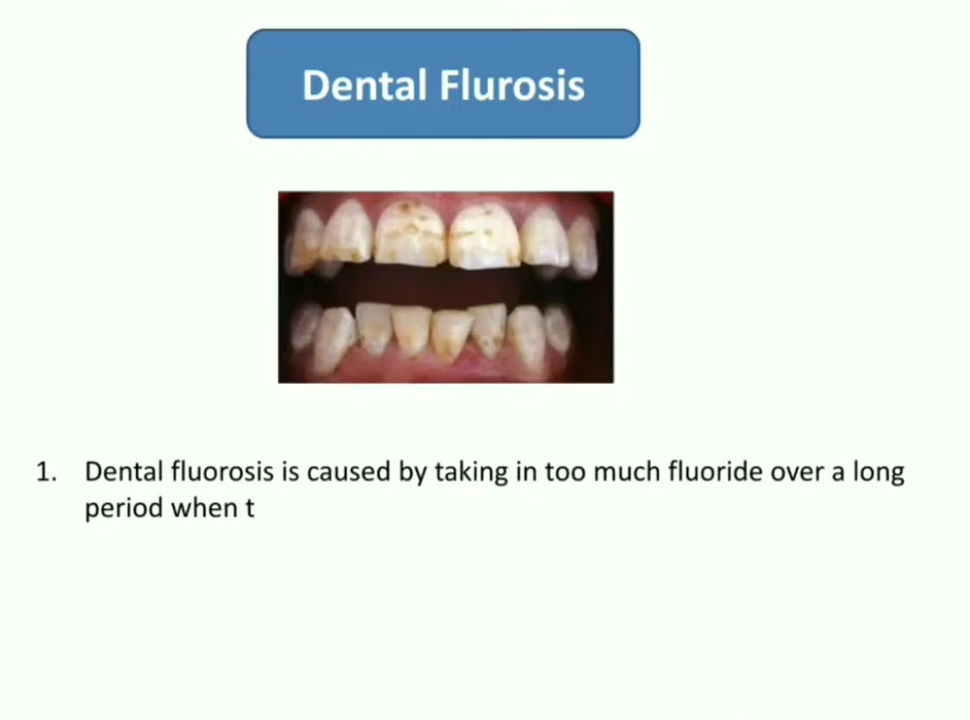 Dental Flurosis
1. Dental fluorosis is caused by taking in too much fluoride over a long
period when t